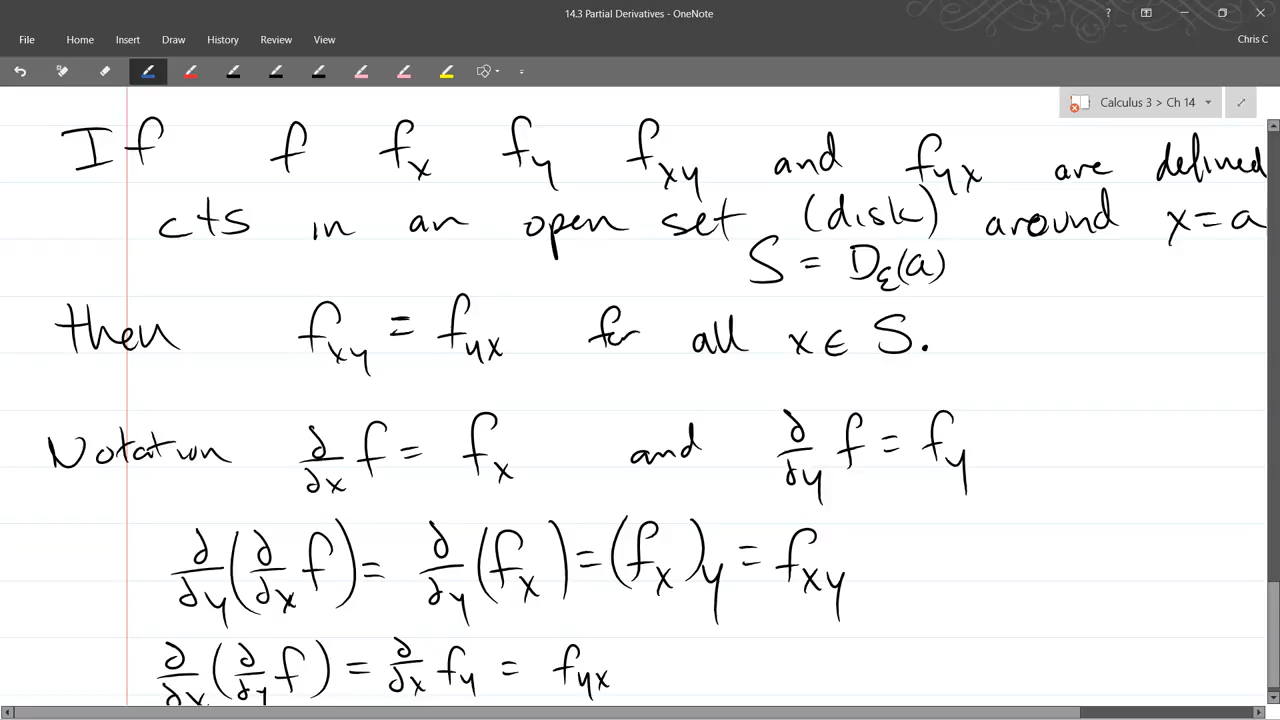 14.3 Partial Derivatives - OneNote
File Home Insert Draw History Review View Chris C
Calculus 3 > Ch 14
If f f_x f_y f_xy and f_yx are defined
cts in an open set (disk) around x = a
S = D_ε(a)
then f_xy = f_yx for all x ∈ S.
Notation ∂/∂x f = f_x and ∂/∂y f = f_y
∂/∂y (∂/∂x f) = ∂/∂y (f_x) = (f_x)_y = f_xy
∂/∂x (∂/∂y f) = ∂/∂x f_y = f_yx